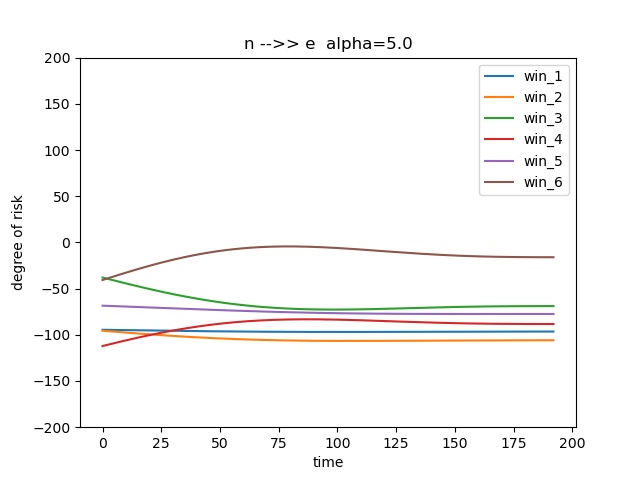 n -->> e  alpha=5.0
200
150
100
50
0
−50
−100
−150
−200
degree of risk
win_1
win_2
win_3
win_4
win_5
win_6
0 25 50 75 100 125 150 175 200
time